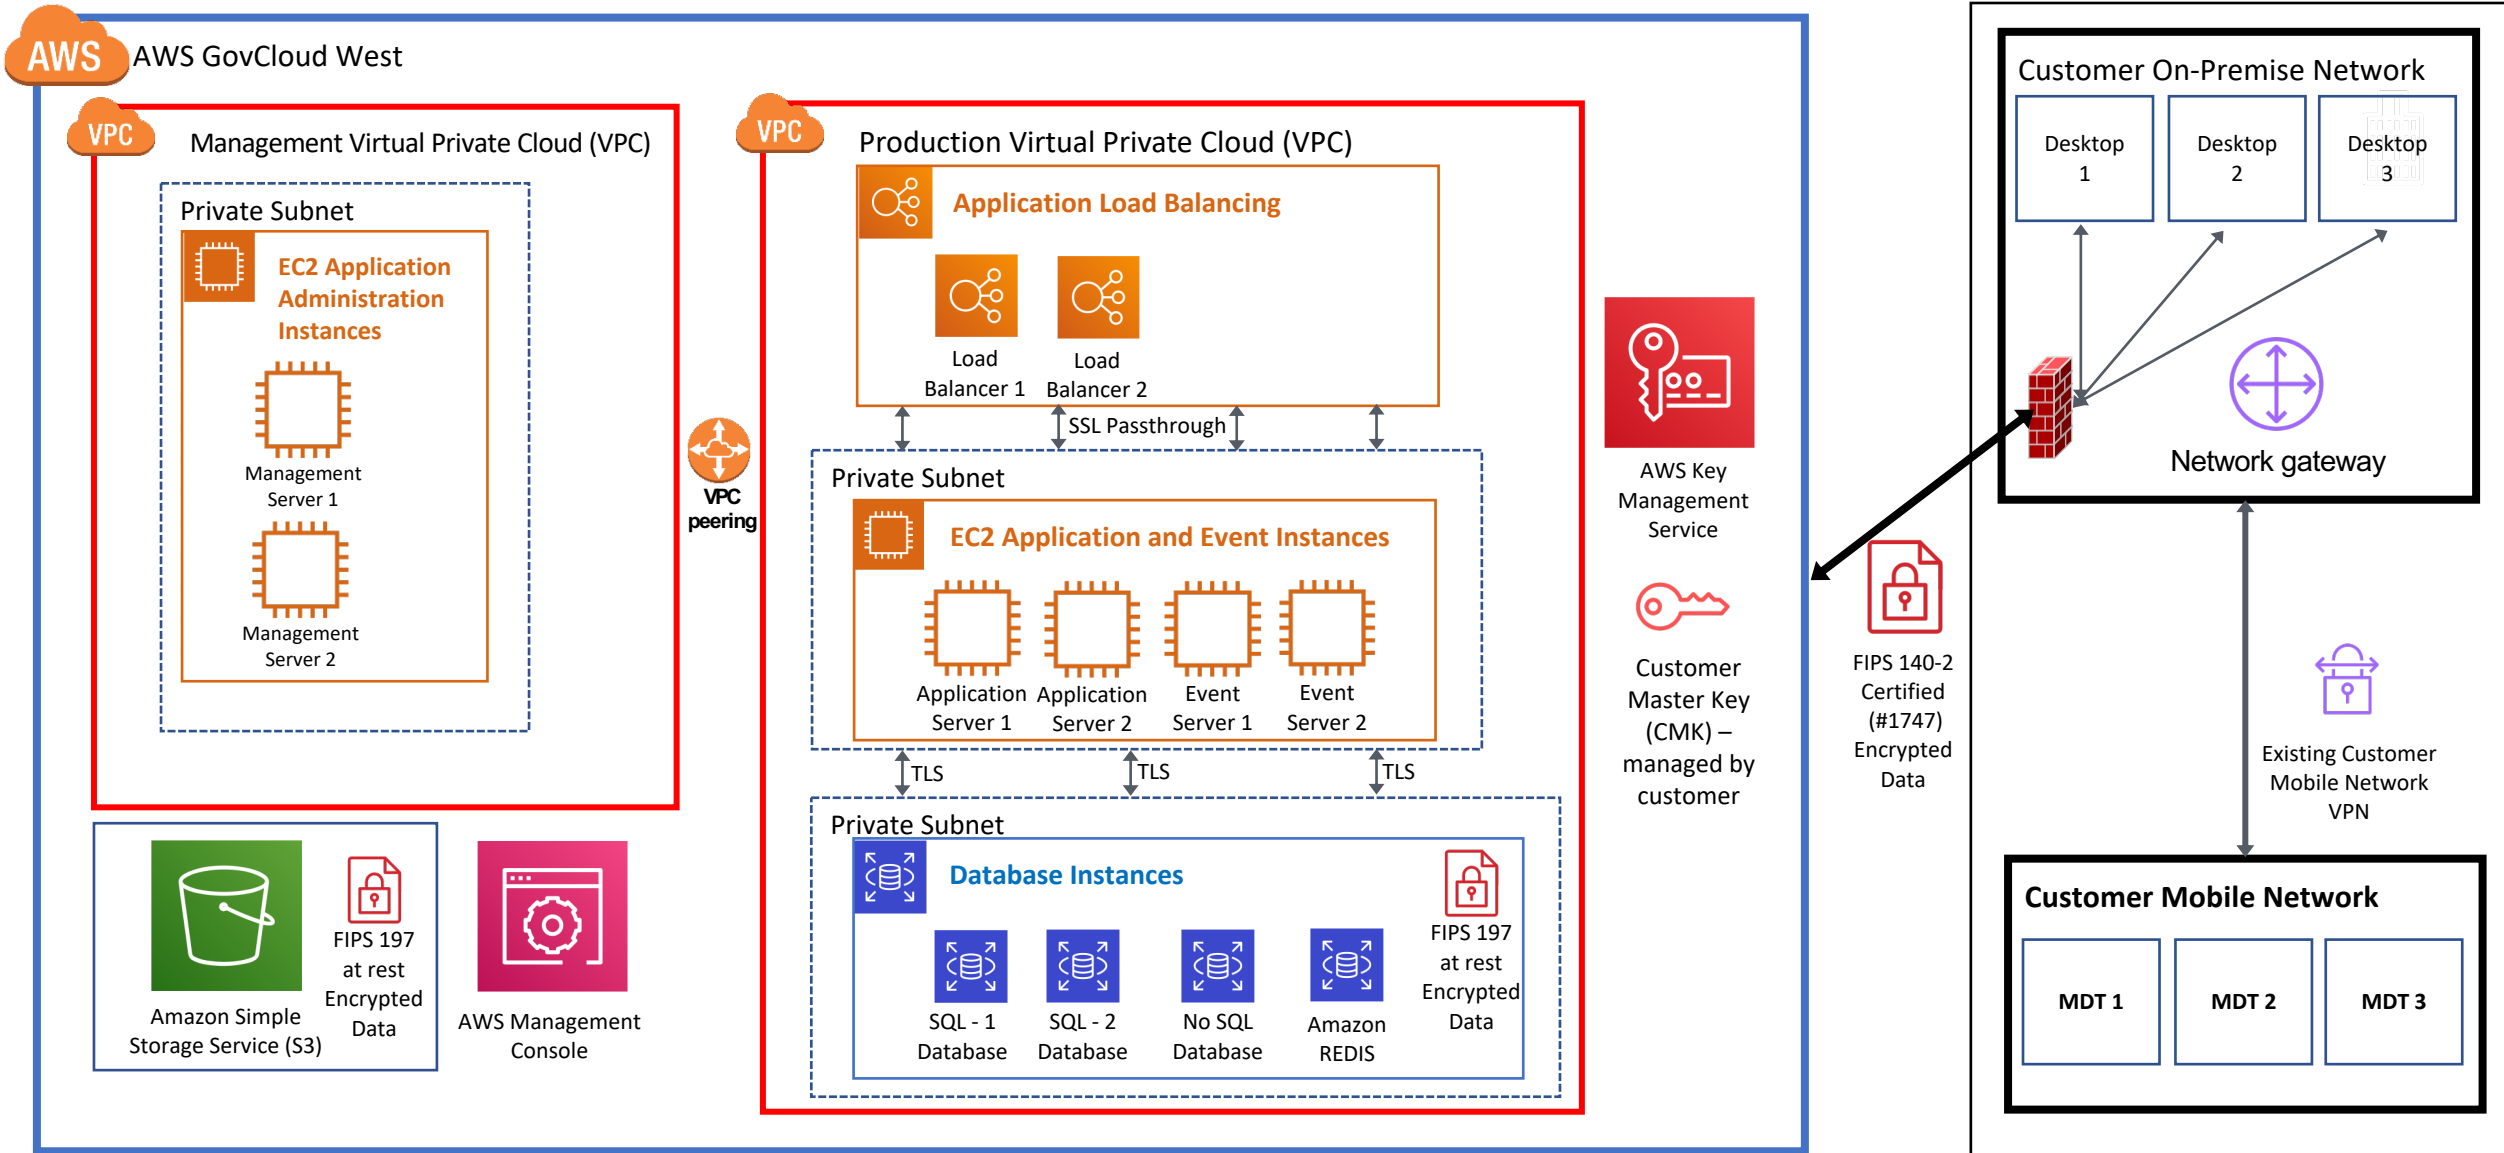 AWS
AWS GovCloud West
VPC
Management Virtual Private Cloud (VPC)
Private Subnet
EC2 Application
Administration
Instances
Management
Server 1
Management
Server 2
VPC
peering
Amazon Simple
Storage Service (S3)
FIPS 197
at rest
Encrypted
Data
AWS Management
Console
VPC
Production Virtual Private Cloud (VPC)
Application Load Balancing
Load
Balancer 1
Load
Balancer 2
SSL Passthrough
Private Subnet
EC2 Application and Event Instances
Application
Server 1
Application
Server 2
Event
Server 1
Event
Server 2
TLS
TLS
TLS
Private Subnet
Database Instances
SQL - 1
Database
SQL - 2
Database
No SQL
Database
Amazon
REDIS
FIPS 197
at rest
Encrypted
Data
AWS Key
Management
Service
Customer
Master Key
(CMK) –
managed by
customer
FIPS 140-2
Certified
(#1747)
Encrypted
Data
Customer On-Premise Network
Desktop
1
Desktop
2
Desktop
3
Network gateway
Existing Customer
Mobile Network
VPN
Customer Mobile Network
MDT 1
MDT 2
MDT 3